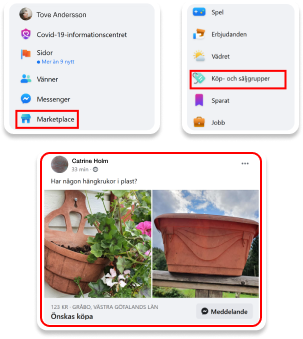 Tove Andersson
Covid-19-informationscentret
Sidor
Mer än 9 nytt
Vänner
Messenger
Marketplace
Spel
Erbjudanden
Vädret
Köp- och säljgrupper
Sparat
Jobb
Catrine Holm
33 min ·
Har någon hängkrukor i plast?
123 KR · GRÅBO, VÄSTRA GÖTALANDS LÄN
Önskas köpa
Meddelande